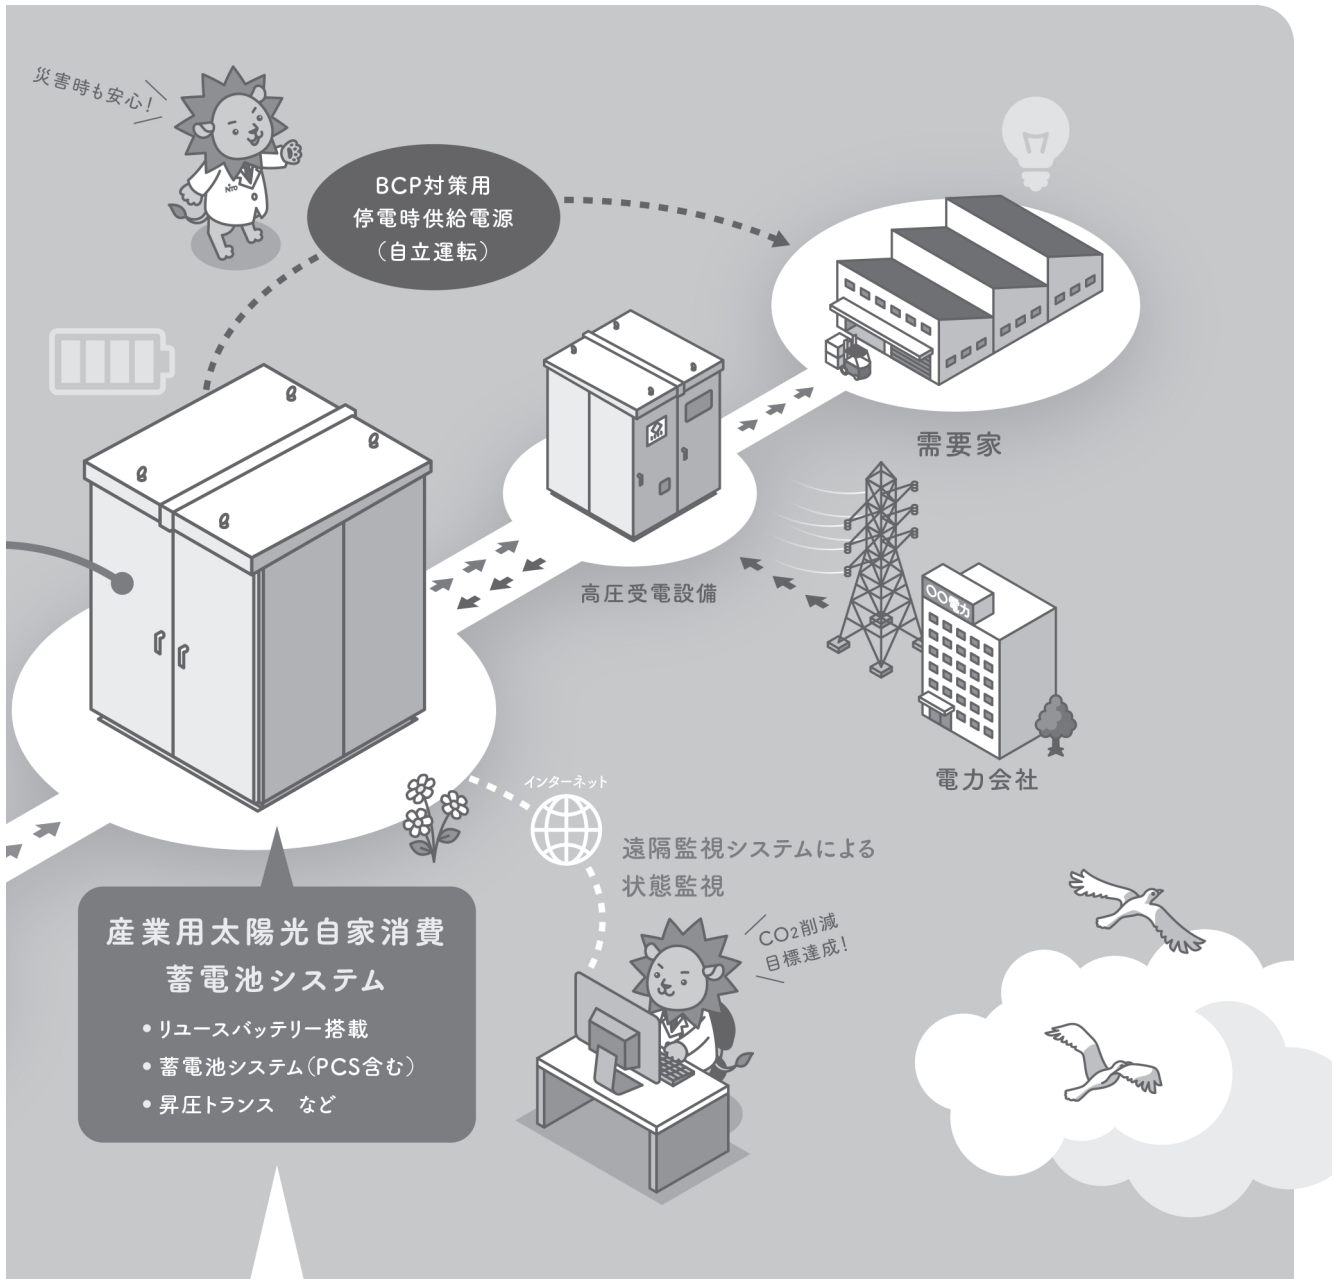 災害時も安心!
NITO
BCP対策用
停電時供給電源
(自立運転)
需要家
高圧受電設備
〇〇電力
電力会社
インターネット
遠隔監視システムによる
状態監視
CO2削減
目標達成!
産業用太陽光自家消費
蓄電池システム
• リユースバッテリー搭載
• 蓄電池システム(PCS含む)
• 昇圧トランス　など